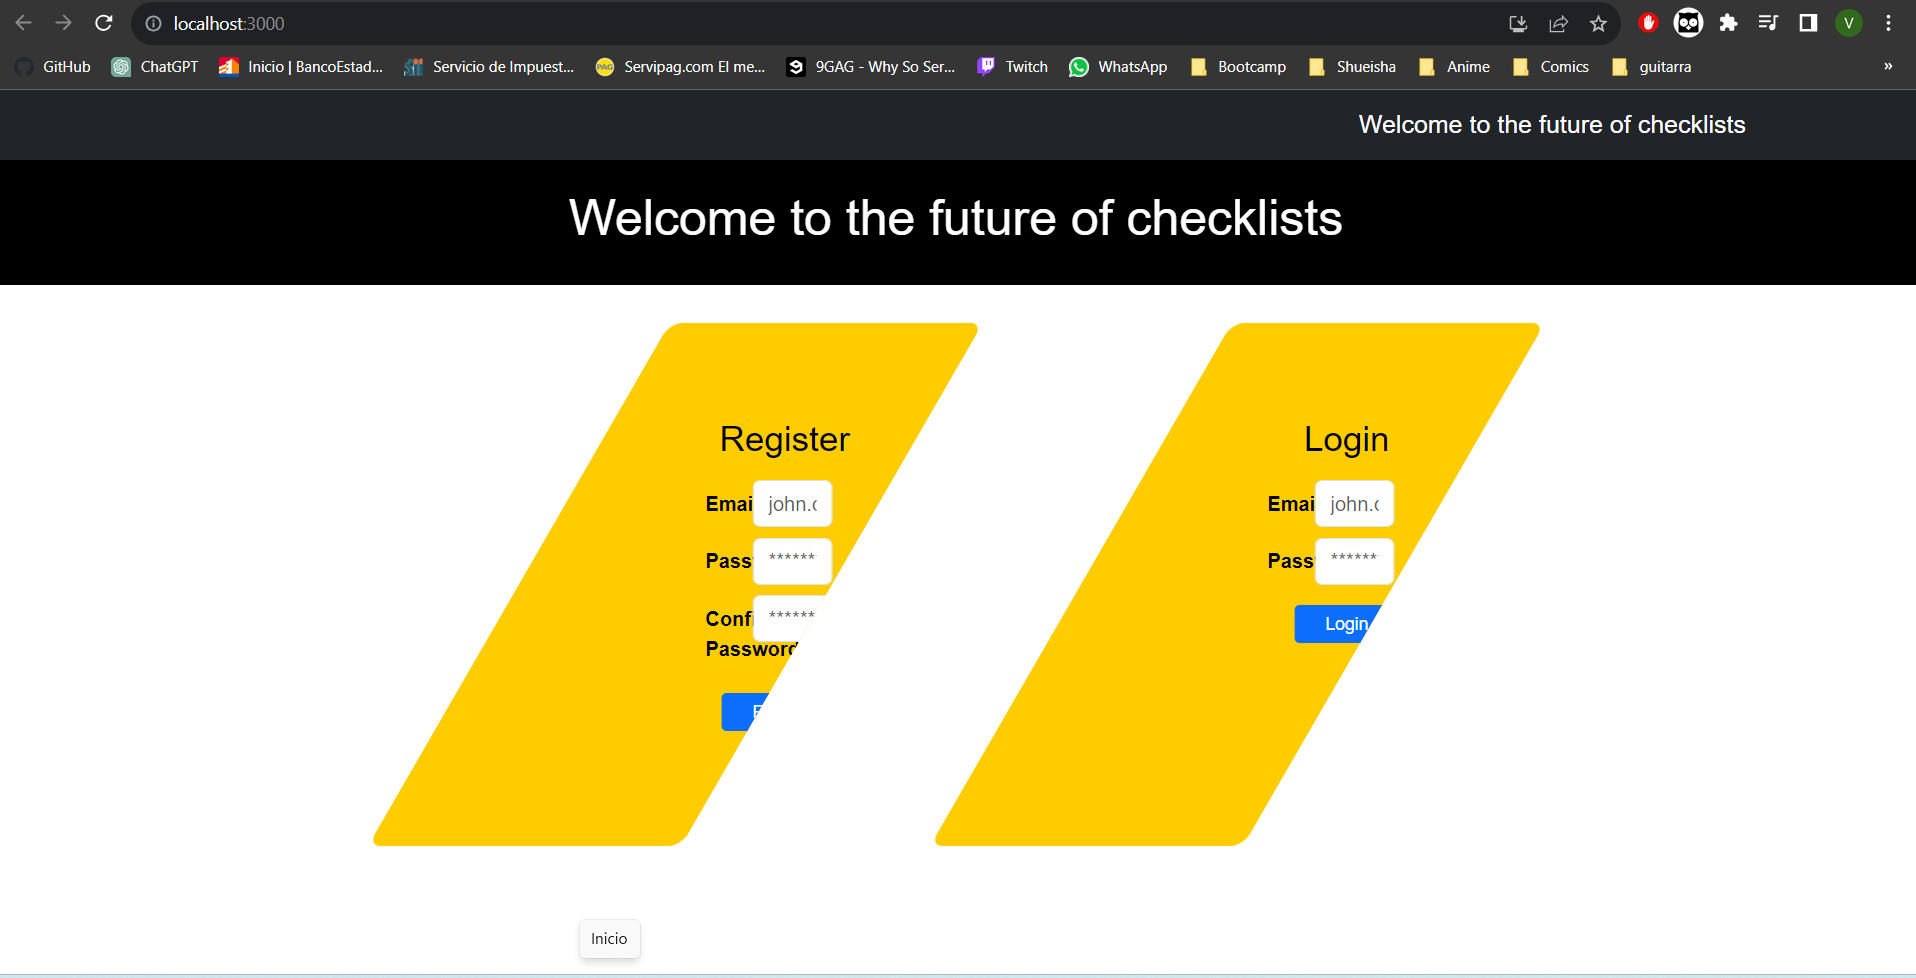 localhost:3000
V
GitHub ChatGPT Inicio | BancoEstad... Servicio de Impuest... PAG Servipag.com El me... 9GAG - Why So Ser... Twitch WhatsApp Bootcamp Shueisha Anime Comics guitarra »
Welcome to the future of checklists
Welcome to the future of checklists
Register
Emai john.
Pass *******
Conf *******
Password
Login
Emai john.
Pass *******
Login
Inicio